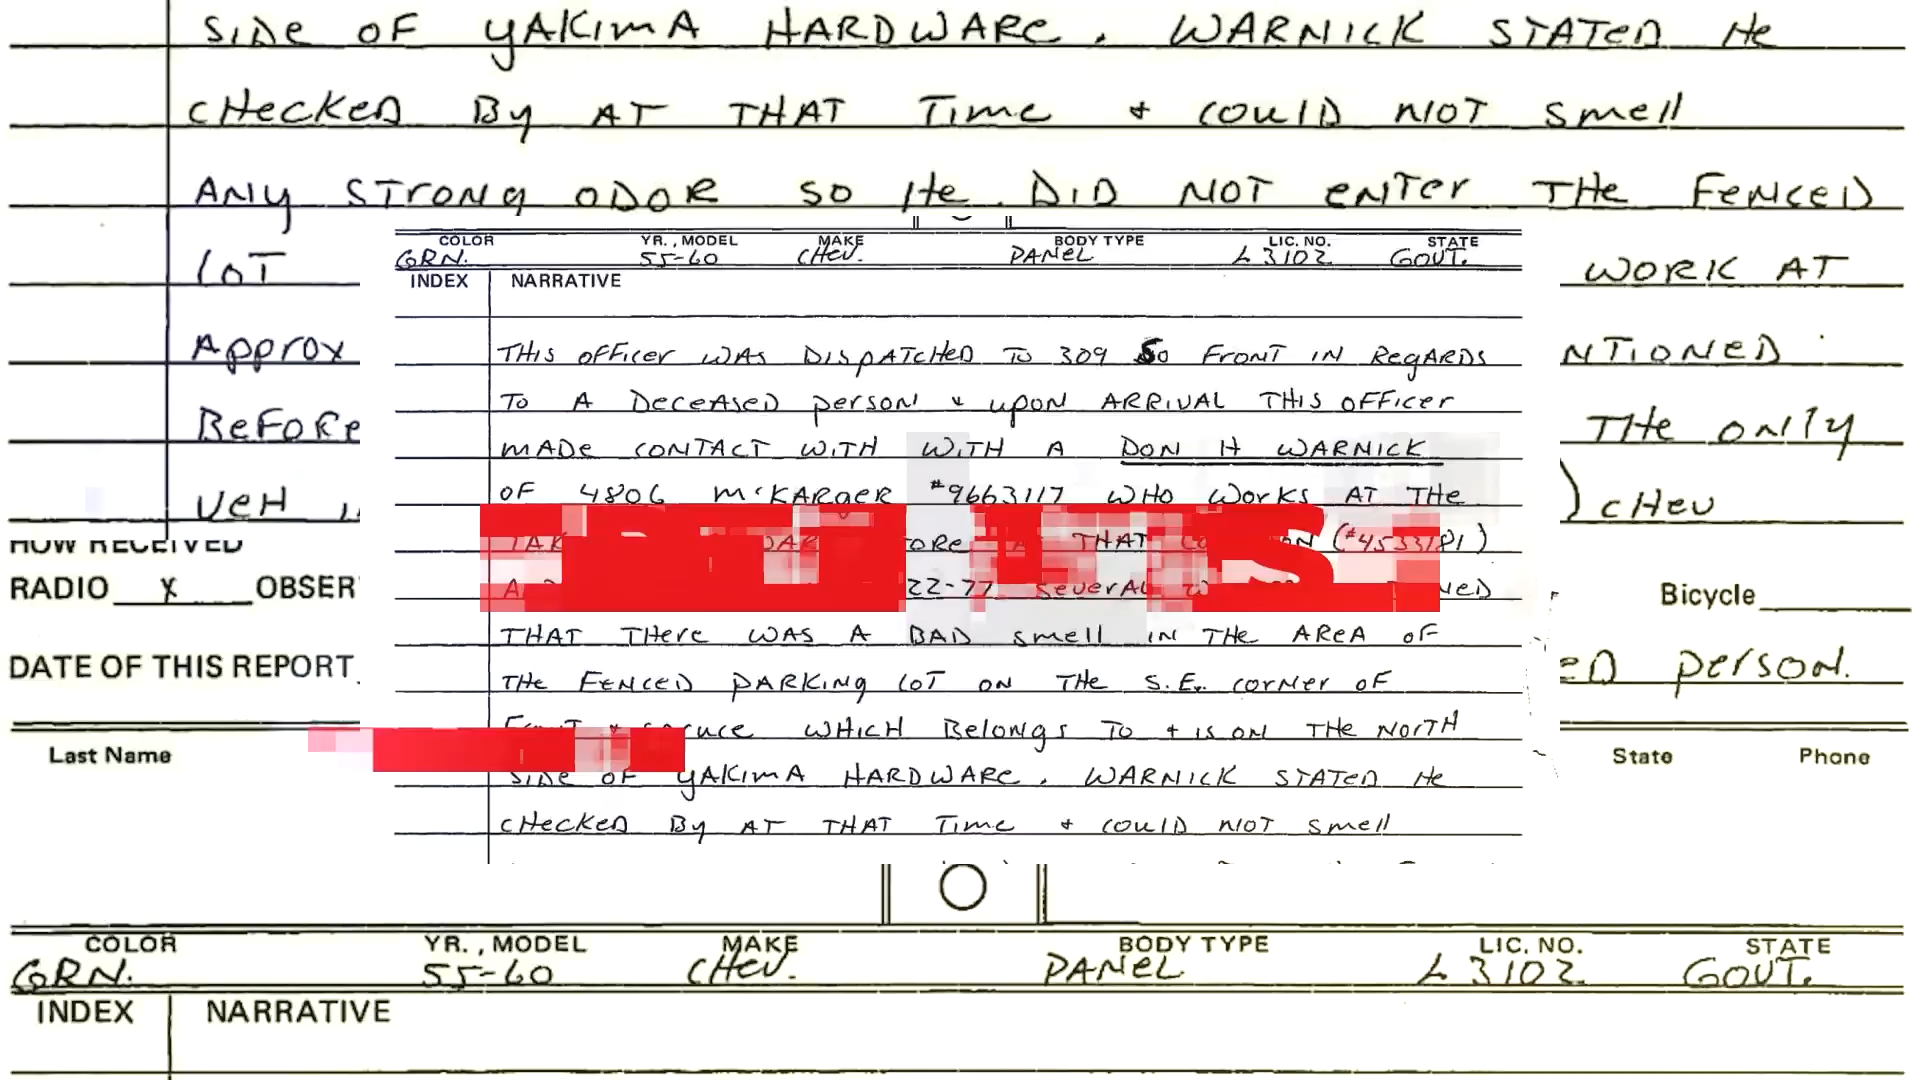 SIDE OF YAKIMA HARDWARE. WARNICK STATED HE
CHECKED BY AT THAT TIME + COULD NOT SMELL
ANY STRONG ODOR SO HE DID NOT ENTER THE FENCED
LOT
WORK AT
APPROX
NTIONED
BEFORE
THE ONLY
VEH
) CHEV
HOW RECEIVED
RADIO X OBSER
Bicycle
DATE OF THIS REPORT
ED PERSON.
Last Name
State Phone
COLOR YR., MODEL MAKE BODY TYPE LIC. NO. STATE
GRN. 55-60 CHEV. PANEL L 3102 GOUT.
INDEX NARRATIVE
THIS OFFICER WAS DISPATCHED TO 309 SO FRONT IN REGARDS
TO A DECEASED PERSON + UPON ARRIVAL THIS OFFICER
MADE CONTACT WITH WITH A DON H WARNICK
OF 4806 MCKARGER #9663117 WHO WORKS AT THE
THAT (#4533181)
22-77 SEVERAL
THAT THERE WAS A BAD SMELL IN THE AREA OF
THE FENCED PARKING LOT ON THE S.E. CORNER OF
WHICH BELONGS TO + IS ON THE NORTH
SIDE OF YAKIMA HARDWARE. WARNICK STATED HE
CHECKED BY AT THAT TIME + COULD NOT SMELL
COLOR YR., MODEL MAKE BODY TYPE LIC. NO. STATE
GRN. 55-60 CHEV. PANEL L 3102 GOUT.
INDEX NARRATIVE